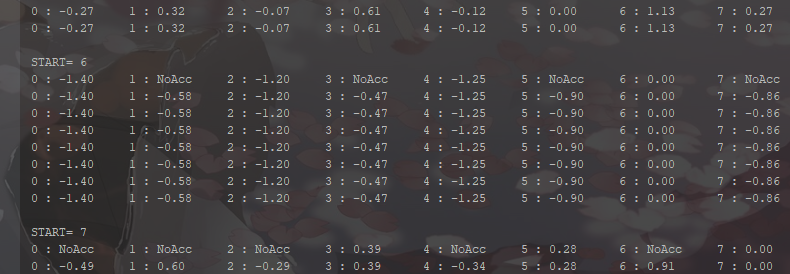 0 : -0.27 1 : 0.32 2 : -0.07 3 : 0.61 4 : -0.12 5 : 0.00 6 : 1.13 7 : 0.27
0 : -0.27 1 : 0.32 2 : -0.07 3 : 0.61 4 : -0.12 5 : 0.00 6 : 1.13 7 : 0.27
START= 6
0 : -1.40 1 : NoAcc 2 : -1.20 3 : NoAcc 4 : -1.25 5 : NoAcc 6 : 0.00 7 : NoAcc
0 : -1.40 1 : -0.58 2 : -1.20 3 : -0.47 4 : -1.25 5 : -0.90 6 : 0.00 7 : -0.86
0 : -1.40 1 : -0.58 2 : -1.20 3 : -0.47 4 : -1.25 5 : -0.90 6 : 0.00 7 : -0.86
0 : -1.40 1 : -0.58 2 : -1.20 3 : -0.47 4 : -1.25 5 : -0.90 6 : 0.00 7 : -0.86
0 : -1.40 1 : -0.58 2 : -1.20 3 : -0.47 4 : -1.25 5 : -0.90 6 : 0.00 7 : -0.86
0 : -1.40 1 : -0.58 2 : -1.20 3 : -0.47 4 : -1.25 5 : -0.90 6 : 0.00 7 : -0.86
0 : -1.40 1 : -0.58 2 : -1.20 3 : -0.47 4 : -1.25 5 : -0.90 6 : 0.00 7 : -0.86
0 : -1.40 1 : -0.58 2 : -1.20 3 : -0.47 4 : -1.25 5 : -0.90 6 : 0.00 7 : -0.86
START= 7
0 : NoAcc 1 : NoAcc 2 : NoAcc 3 : 0.39 4 : NoAcc 5 : 0.28 6 : NoAcc 7 : 0.00
0 : -0.49 1 : 0.60 2 : -0.29 3 : 0.39 4 : -0.34 5 : 0.28 6 : 0.91 7 : 0.00